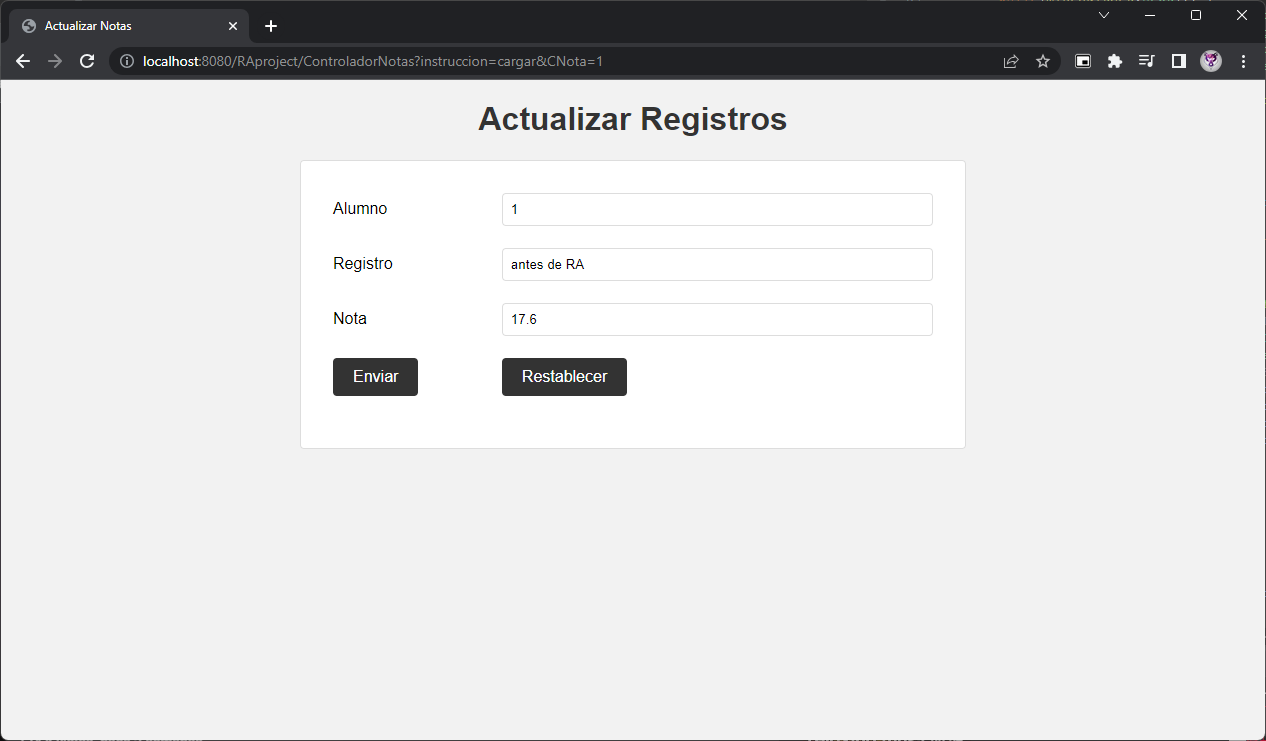 Actualizar Notas
localhost:8080/RAproject/ControladorNotas?instruccion=cargar&CNota=1
Actualizar Registros
Alumno 1
Registro antes de RA
Nota 17.6
Enviar Restablecer